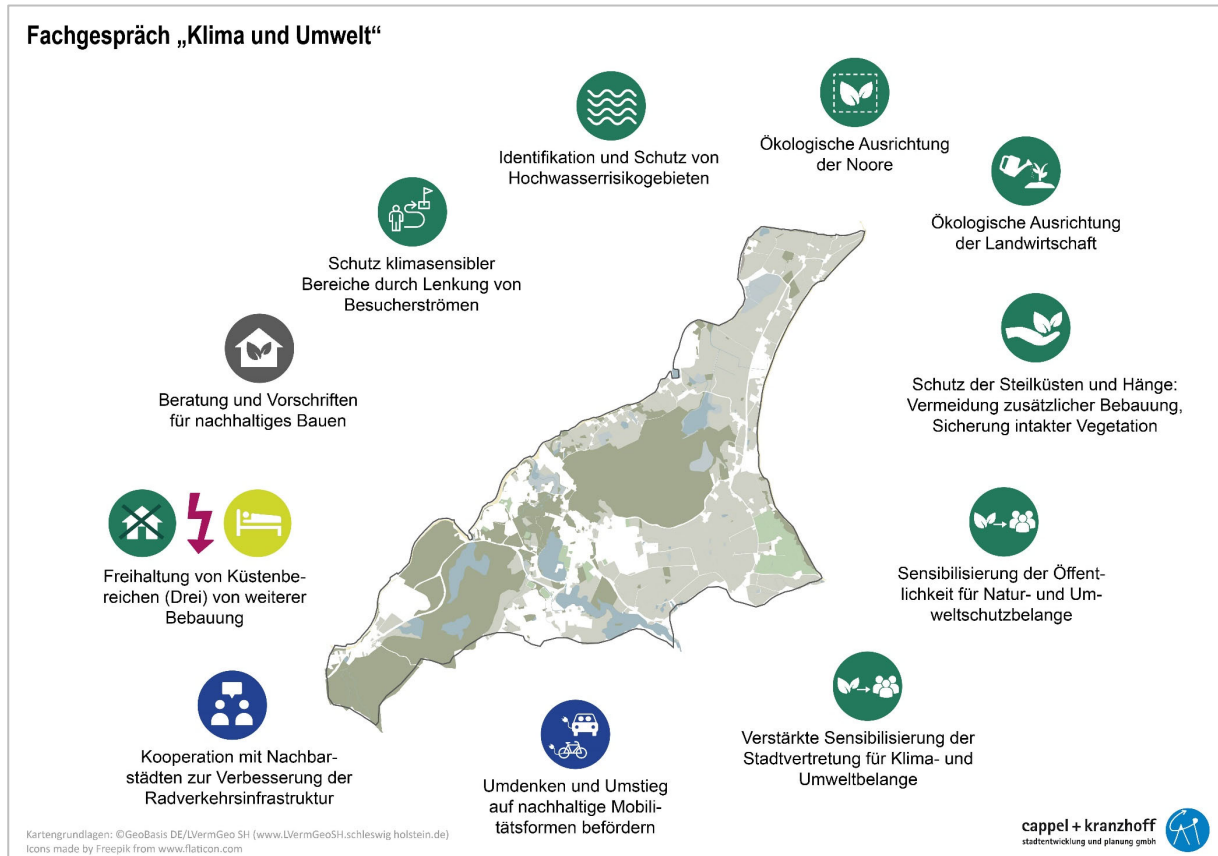 Fachgespräch „Klima und Umwelt“
Identifikation und Schutz von
Hochwasserrisikogebieten
Ökologische Ausrichtung
der Noore
Ökologische Ausrichtung
der Landwirtschaft
Schutz klimasensibler
Bereiche durch Lenkung von
Besucherströmen
Beratung und Vorschriften
für nachhaltiges Bauen
Schutz der Steilküsten und Hänge:
Vermeidung zusätzlicher Bebauung,
Sicherung intakter Vegetation
Freihaltung von Küstenbe-
reichen (Drei) von weiterer
Bebauung
Sensibilisierung der Öffent-
lichkeit für Natur- und Um-
weltschutzbelange
Kooperation mit Nachbar-
städten zur Verbesserung der
Radverkehrsinfrastruktur
Umdenken und Umstieg
auf nachhaltige Mobili-
tätsformen befördern
Verstärkte Sensibilisierung der
Stadtvertretung für Klima- und
Umweltbelange
Kartengrundlagen: ©GeoBasis DE/LVermGeo SH (www.LVermGeoSH.schleswig holstein.de)
Icons made by Freepik from www.flaticon.com
cappel + kranzhoff
stadtentwicklung und planung gmbh